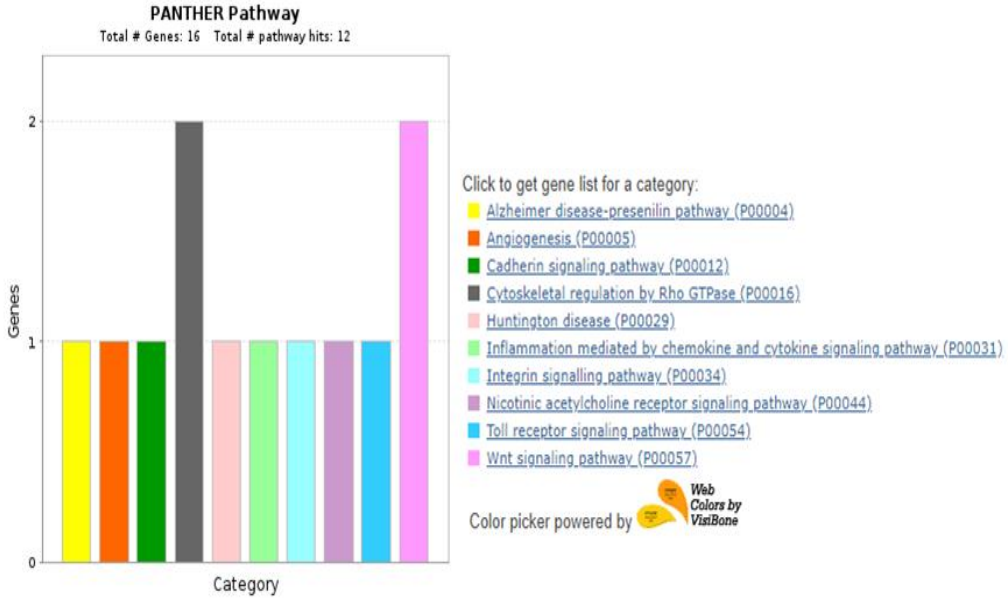 PANTHER Pathway
Total # Genes: 16 Total # pathway hits: 12
2
1
0
Genes
Category
Click to get gene list for a category:
Alzheimer disease-presenilin pathway (P00004)
Angiogenesis (P00005)
Cadherin signaling pathway (P00012)
Cytoskeletal regulation by Rho GTPase (P00016)
Huntington disease (P00029)
Inflammation mediated by chemokine and cytokine signaling pathway (P00031)
Integrin signalling pathway (P00034)
Nicotinic acetylcholine receptor signaling pathway (P00044)
Toll receptor signaling pathway (P00054)
Wnt signaling pathway (P00057)
Color picker powered by
Web
Colors by
VisiBone